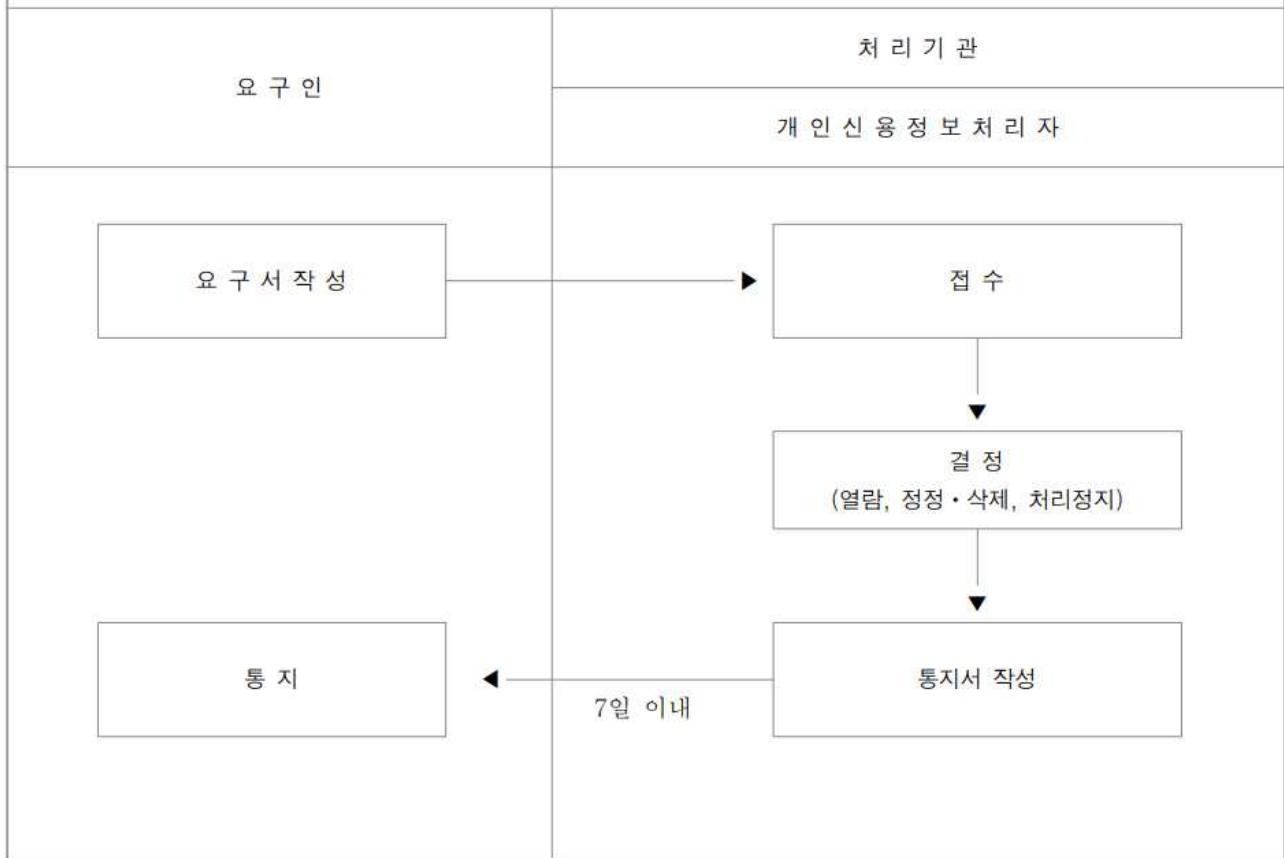 요 구 인
처 리 기 관
개 인 신 용 정 보 처 리 자
요 구 서 작 성
접 수
결 정
(열람, 정정・삭제, 처리정지)
통 지
7일 이내
통지서 작성